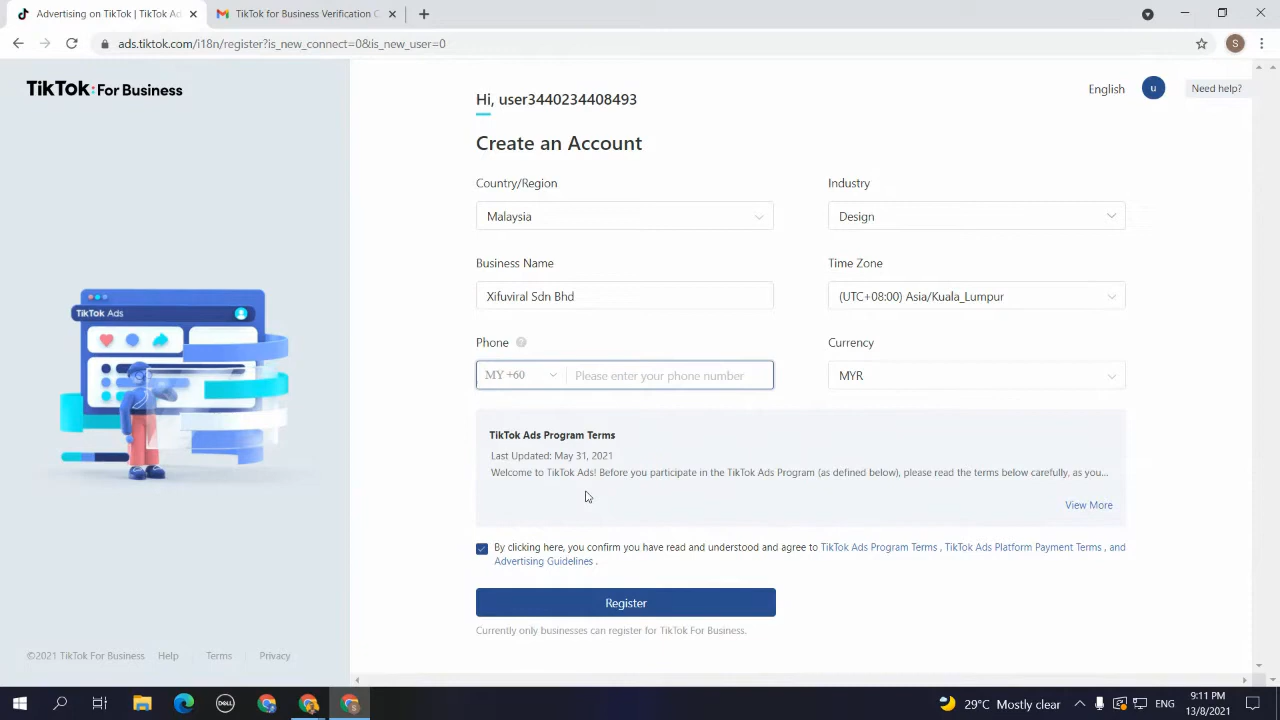 Advertising on TikTok | TikTok Ad
TikTok for Business Verification C
ads.tiktok.com/i18n/register?is_new_connect=0&is_new_user=0
S
TikTok: For Business
English
u
Need help?
Hi, user3440234408493
Create an Account
Country/Region
Industry
Malaysia
Design
Business Name
Time Zone
Xifuviral Sdn Bhd
(UTC+08:00) Asia/Kuala_Lumpur
Phone
Currency
MY +60
Please enter your phone number
MYR
TikTok Ads
TikTok Ads Program Terms
Last Updated: May 31, 2021
Welcome to TikTok Ads! Before you participate in the TikTok Ads Program (as defined below), please read the terms below carefully, as you...
View More
By clicking here, you confirm you have read and understood and agree to TikTok Ads Program Terms , TikTok Ads Platform Payment Terms , and
Advertising Guidelines .
Register
Currently only businesses can register for TikTok For Business.
©2021 TikTok For Business Help Terms Privacy
DELL
29°C Mostly clear
ENG
9:11 PM
13/8/2021